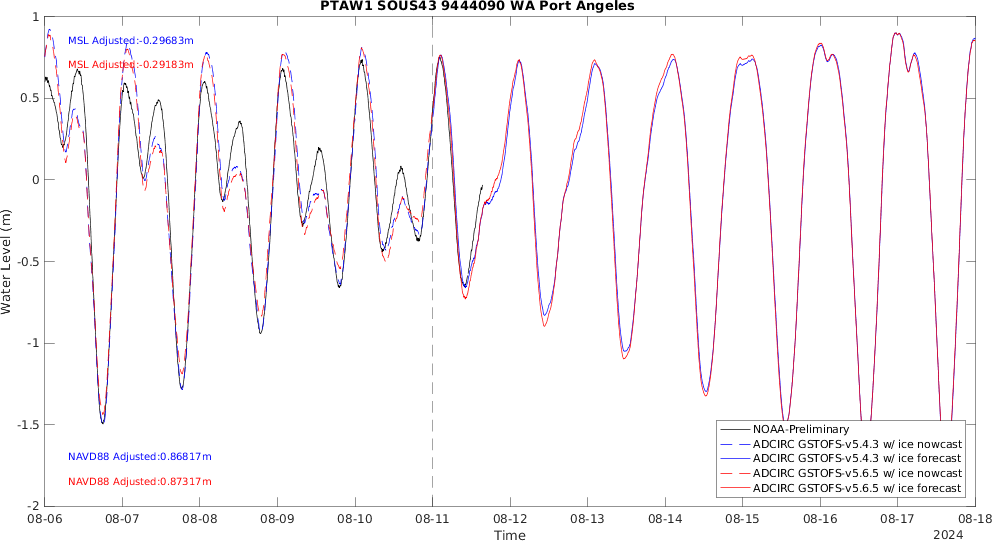 PTAW1 SOUS43 9444090 WA Port Angeles
MSL Adjusted:-0.29683m
MSL Adjusted:-0.29183m
Water Level (m)
1
0.5
0
-0.5
-1
-1.5
-2
NAVD88 Adjusted:0.86817m
NAVD88 Adjusted:0.87317m
NOAA-Preliminary
ADCIRC GSTOFS-v5.4.3 w/ ice nowcast
ADCIRC GSTOFS-v5.4.3 w/ ice forecast
ADCIRC GSTOFS-v5.6.5 w/ ice nowcast
ADCIRC GSTOFS-v5.6.5 w/ ice forecast
08-06 08-07 08-08 08-09 08-10 08-11 08-12 08-13 08-14 08-15 08-16 08-17 08-18
Time
2024